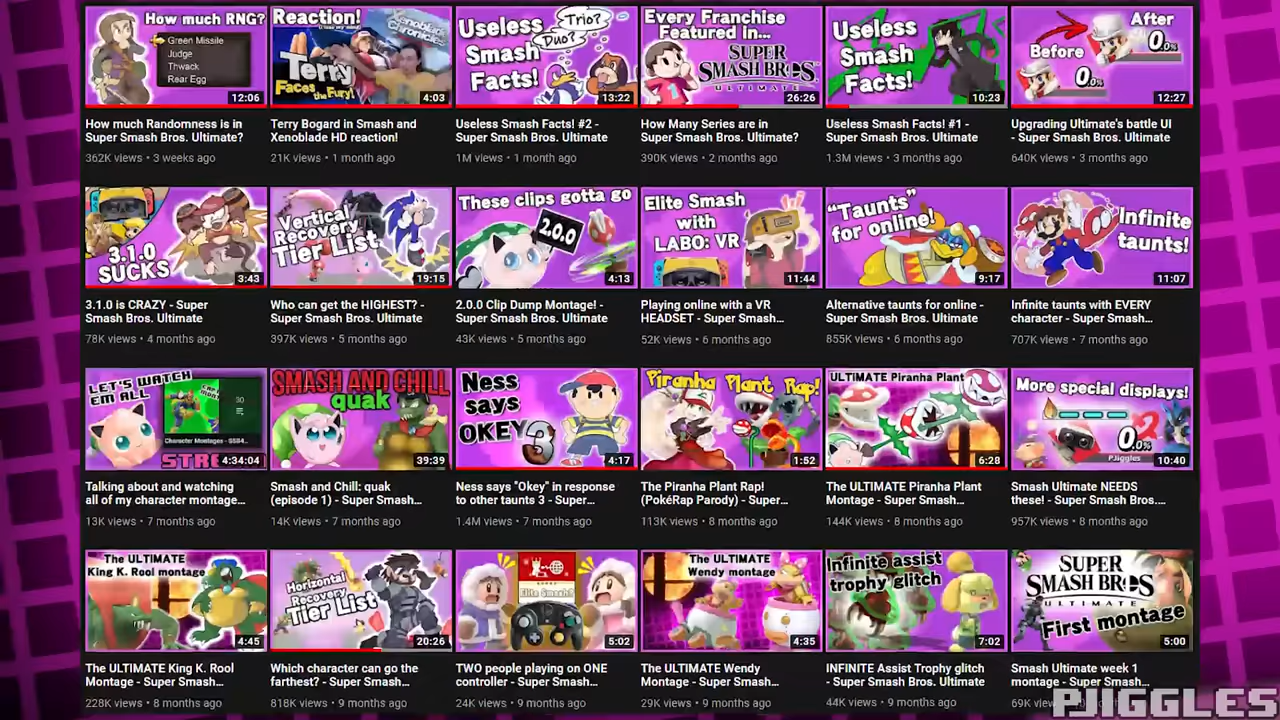 How much RNG?
Green Missile
Judge
Thwack
Rear Egg
12:06
How much Randomness is in
Super Smash Bros. Ultimate?
362K views • 3 weeks ago
Reaction!
Xenoblade
Chronicles
Terry
Faces the Fury!
4:03
Terry Bogard in Smash and
Xenoblade HD reaction!
21K views • 1 month ago
Useless
Smash
Facts!
Trio?
Duo?
13:22
Useless Smash Facts! #2 -
Super Smash Bros. Ultimate
1M views • 1 month ago
Every Franchise
Featured in...
SUPER
SMASH BROS.
ULTIMATE
26:26
How Many Series are in
Super Smash Bros. Ultimate?
390K views • 2 months ago
Useless
Smash
Facts!
10:23
Useless Smash Facts! #1 -
Super Smash Bros. Ultimate
1.3M views • 3 months ago
After
0.0%
Before
0.0%
12:27
Upgrading Ultimate's battle UI
- Super Smash Bros. Ultimate
640K views • 3 months ago
3.1.0
SUCKS
3:43
3.1.0 is CRAZY - Super
Smash Bros. Ultimate
78K views • 4 months ago
Vertical
Recovery
Tier List
19:15
Who can get the HIGHEST? -
Super Smash Bros. Ultimate
397K views • 5 months ago
These clips gotta go
2.0.0
4:13
2.0.0 Clip Dump Montage! -
Super Smash Bros. Ultimate
43K views • 5 months ago
Elite Smash
with
LABO: VR
11:44
Playing online with a VR
HEADSET - Super Smash...
52K views • 6 months ago
"Taunts"
for online!
9:17
Alternative taunts for online -
Super Smash Bros. Ultimate
855K views • 6 months ago
Infinite
taunts!
11:07
Infinite taunts with EVERY
character - Super Smash...
707K views • 7 months ago
LET'S WATCH
EM ALL
30
Character Montages - SSB4...
STRE
4:34:04
Talking about and watching
all of my character montage...
13K views • 7 months ago
SMASH AND CHILL
quak
39:39
Smash and Chill: quak
(episode 1) - Super Smash...
14K views • 7 months ago
Ness
says
OKEY
3
4:17
Ness says "Okey" in response
to other taunts 3 - Super...
1.4M views • 7 months ago
Piranha Plant Rap!
1:52
The Piranha Plant Rap!
(PokéRap Parody) - Super...
113K views • 8 months ago
ULTIMATE Piranha Plant
6:28
The ULTIMATE Piranha Plant
Montage - Super Smash...
144K views • 8 months ago
More special displays!
0.0%
PJiggles
10:40
Smash Ultimate NEEDS
these! - Super Smash Bros....
957K views • 8 months ago
The ULTIMATE
King K. Rool montage
4:45
The ULTIMATE King K. Rool
Montage - Super Smash...
228K views • 8 months ago
Horizontal
Recovery
Tier List
20:26
Which character can go the
farthest? - Super Smash...
818K views • 9 months ago
Elite Smash?
5:02
TWO people playing on ONE
controller - Super Smash...
24K views • 9 months ago
The ULTIMATE
Wendy montage
4:35
The ULTIMATE Wendy
Montage - Super Smash...
29K views • 9 months ago
Infinite assist
trophy glitch
7:02
INFINITE Assist Trophy glitch
- Super Smash Bros. Ultimate
44K views • 9 months ago
SUPER
SMASH BROS
ULTIMATE
First montage
5:00
Smash Ultimate week 1
montage - Super Smash...
69K
PJIGGLES